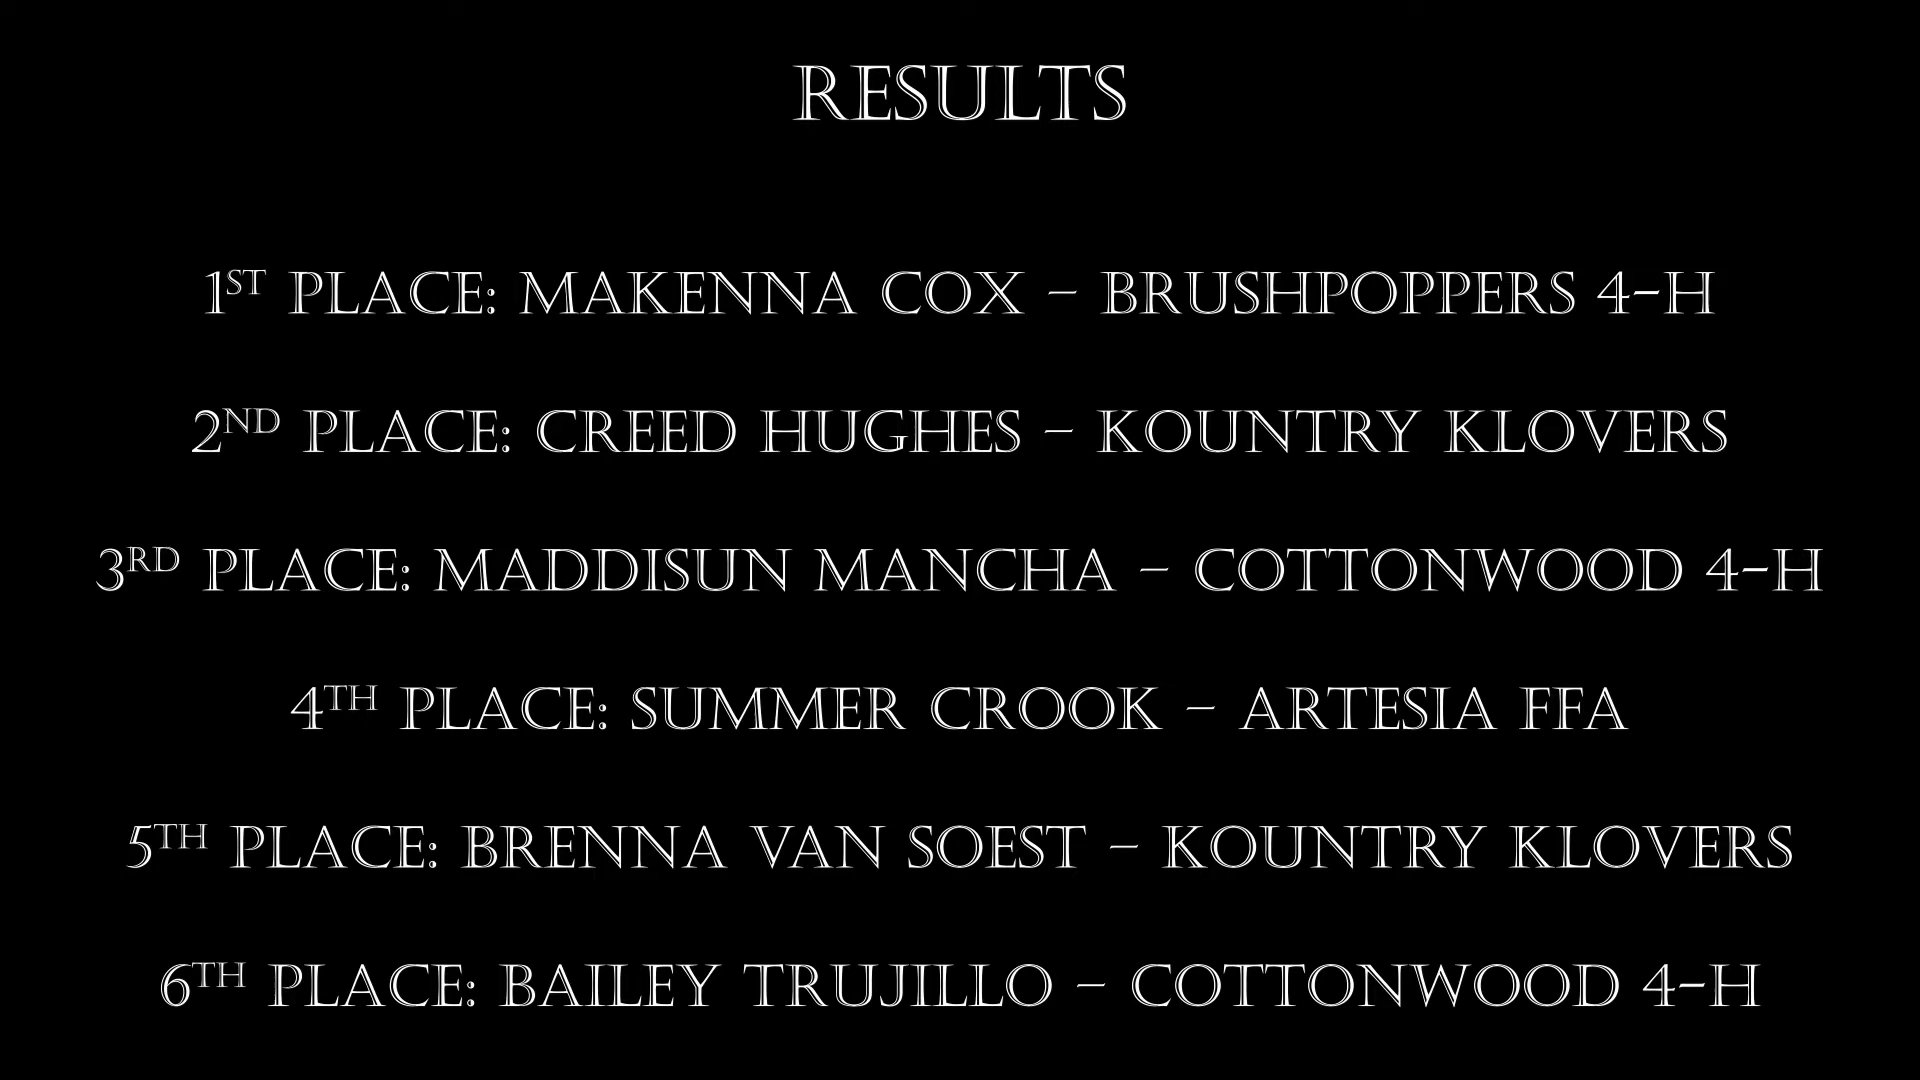 RESULTS
1ST PLACE: MAKENNA COX – BRUSHPOPPERS 4-H
2ND PLACE: CREED HUGHES – KOUNTRY KLOVERS
3RD PLACE: MADDISUN MANCHA – COTTONWOOD 4-H
4TH PLACE: SUMMER CROOK – ARTESIA FFA
5TH PLACE: BRENNA VAN SOEST – KOUNTRY KLOVERS
6TH PLACE: BAILEY TRUJILLO – COTTONWOOD 4-H